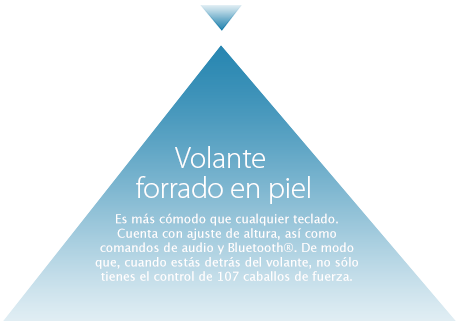 Volante
forrado en piel
Es más cómodo que cualquier teclado.
Cuenta con ajuste de altura, así como
comandos de audio y Bluetooth®. De modo
que, cuando estás detrás del volante, no sólo
tienes el control de 107 caballos de fuerza.